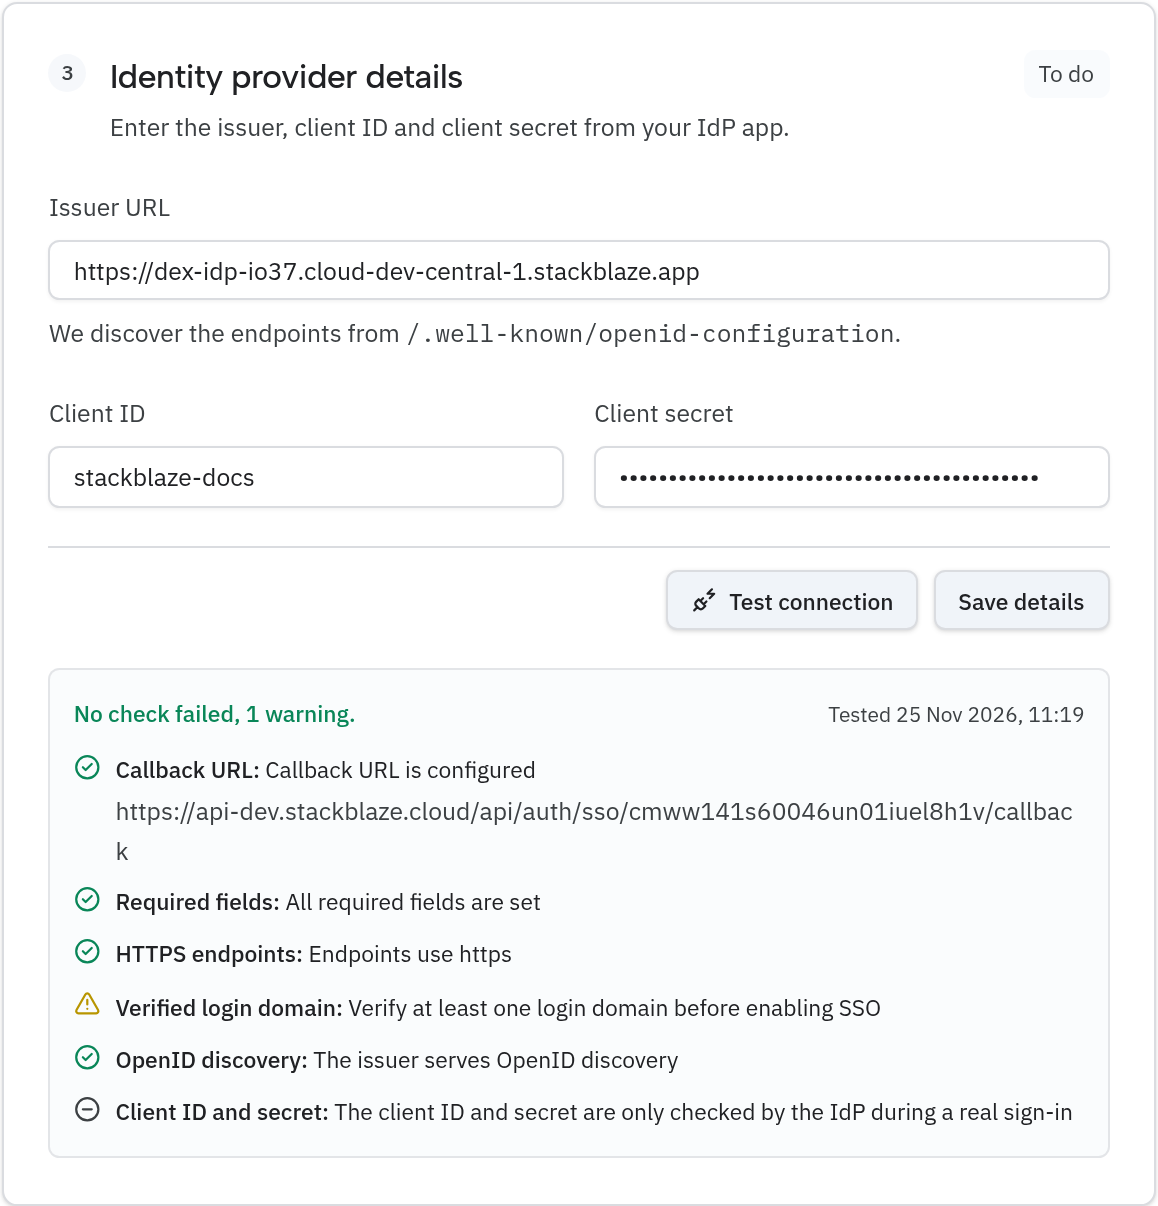 3
Identity provider details
To do
Enter the issuer, client ID and client secret from your IdP app.
Issuer URL
https://dex-idp-io37.cloud-dev-central-1.stackblaze.app
We discover the endpoints from /.well-known/openid-configuration.
Client ID
Client secret
stackblaze-docs
•••••••••••••••••••••••••••••••••••••••••••
Test connection
Save details
No check failed, 1 warning.
Tested 25 Nov 2026, 11:19
Callback URL: Callback URL is configured
https://api-dev.stackblaze.cloud/api/auth/sso/cmww141s60046un01iuel8h1v/callbac
k
Required fields: All required fields are set
HTTPS endpoints: Endpoints use https
Verified login domain: Verify at least one login domain before enabling SSO
OpenID discovery: The issuer serves OpenID discovery
Client ID and secret: The client ID and secret are only checked by the IdP during a real sign-in